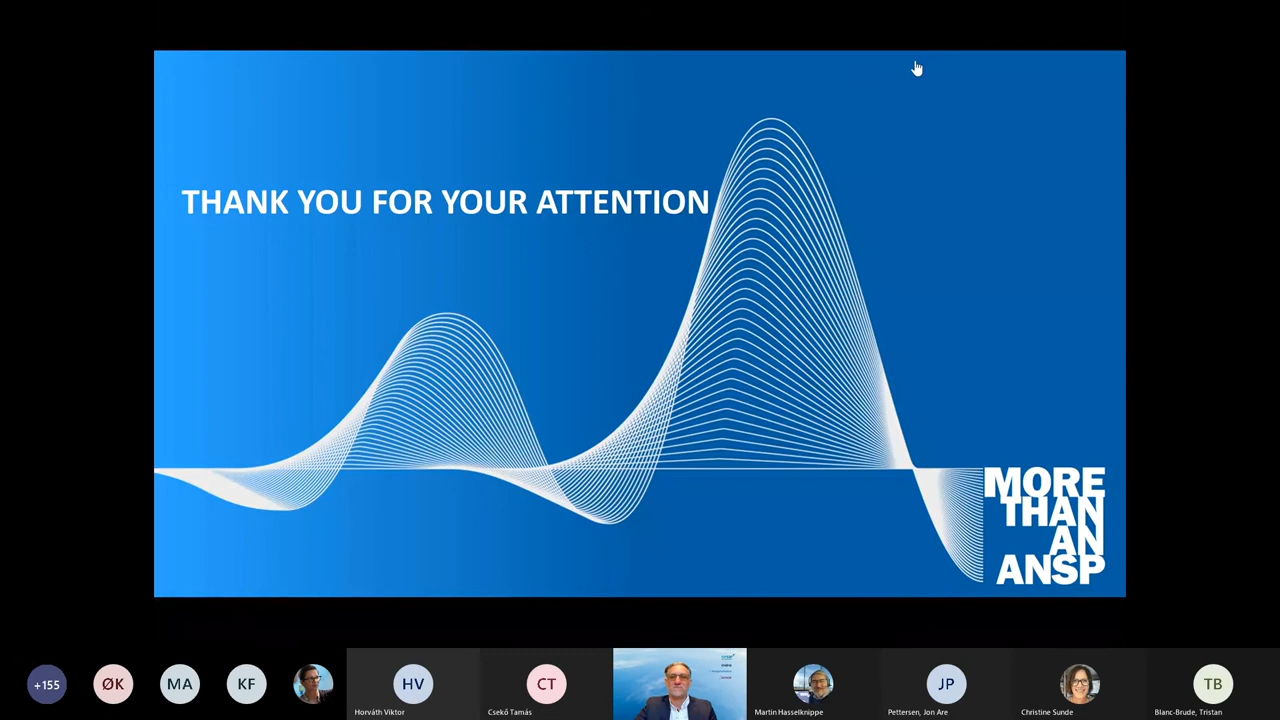 THANK YOU FOR YOUR ATTENTION
MORE
THAN
AN
ANSP
+155
ØK
MA
KF
HV
Horváth Viktor
CT
Csekő Tamás
Martin Hasselknippe
JP
Pettersen, Jon Are
Christine Sunde
TB
Blanc-Brude, Tristan